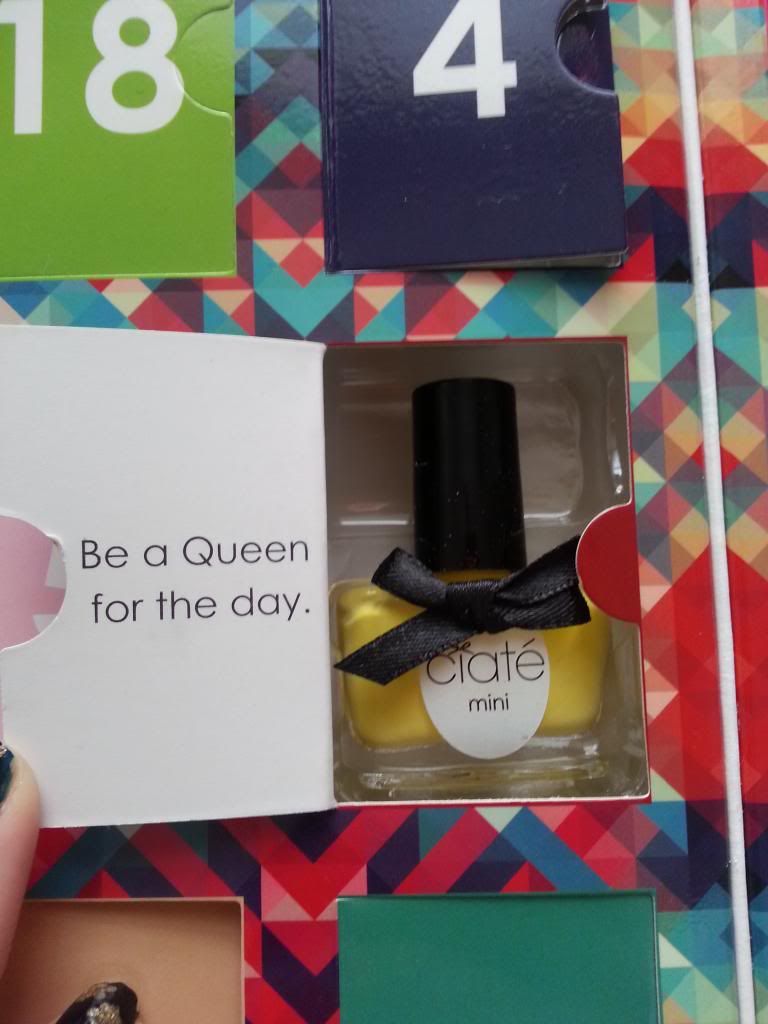 18
4
Be a Queen
for the day.
ciaté
mini